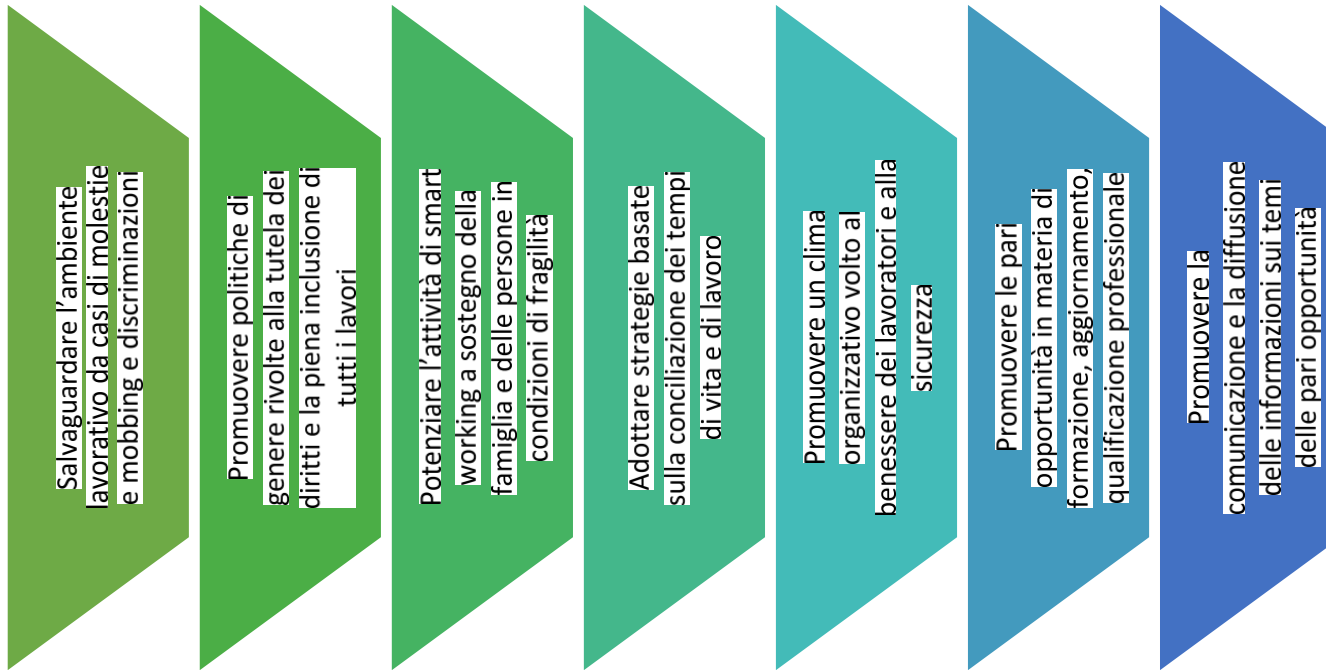 Salvaguardare l'ambiente
lavorativo da casi di molestie
e mobbing e discriminazioni
Promuovere politiche di
genere rivolte alla tutela dei
diritti e la piena inclusione di
tutti i lavori
Potenziare l'attività di smart
working a sostegno della
famiglia e delle persone in
condizioni di fragilità
Adottare strategie basate
sulla conciliazione dei tempi
di vita e di lavoro
Promuovere un clima
organizzativo volto al
benessere dei lavoratori e alla
sicurezza
Promuovere le pari
opportunità in materia di
formazione, aggiornamento,
qualificazione professionale
Promuovere la
comunicazione e la diffusione
delle informazioni sui temi
delle pari opportunità